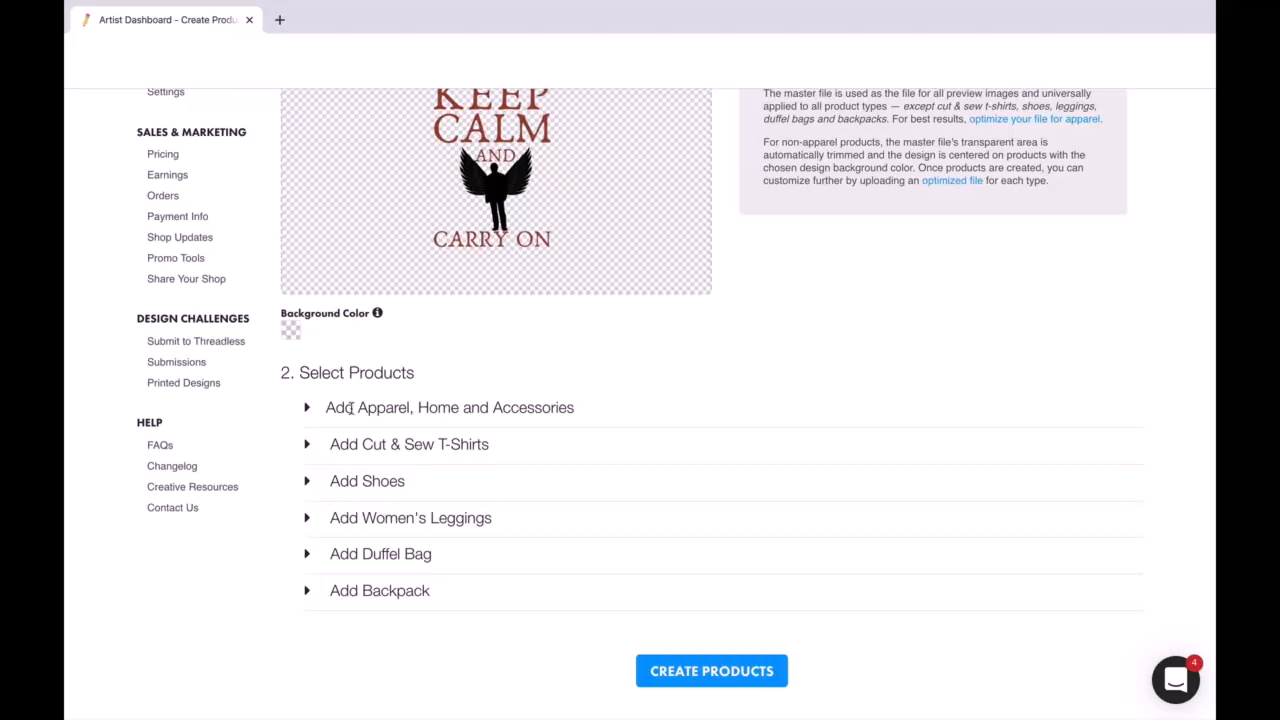 Artist Dashboard - Create Produ
Settings
SALES & MARKETING
Pricing
Earnings
Orders
Payment Info
Shop Updates
Promo Tools
Share Your Shop
DESIGN CHALLENGES
Submit to Threadless
Submissions
Printed Designs
HELP
FAQs
Changelog
Creative Resources
Contact Us
KEEP
CALM
AND
CARRY ON
The master file is used as the file for all preview images and universally
applied to all product types — except cut & sew t-shirts, shoes, leggings,
duffel bags and backpacks. For best results, optimize your file for apparel.
For non-apparel products, the master file's transparent area is
automatically trimmed and the design is centered on products with the
chosen design background color. Once products are created, you can
customize further by uploading an optimized file for each type.
Background Color
2. Select Products
Add Apparel, Home and Accessories
Add Cut & Sew T-Shirts
Add Shoes
Add Women's Leggings
Add Duffel Bag
Add Backpack
CREATE PRODUCTS
4